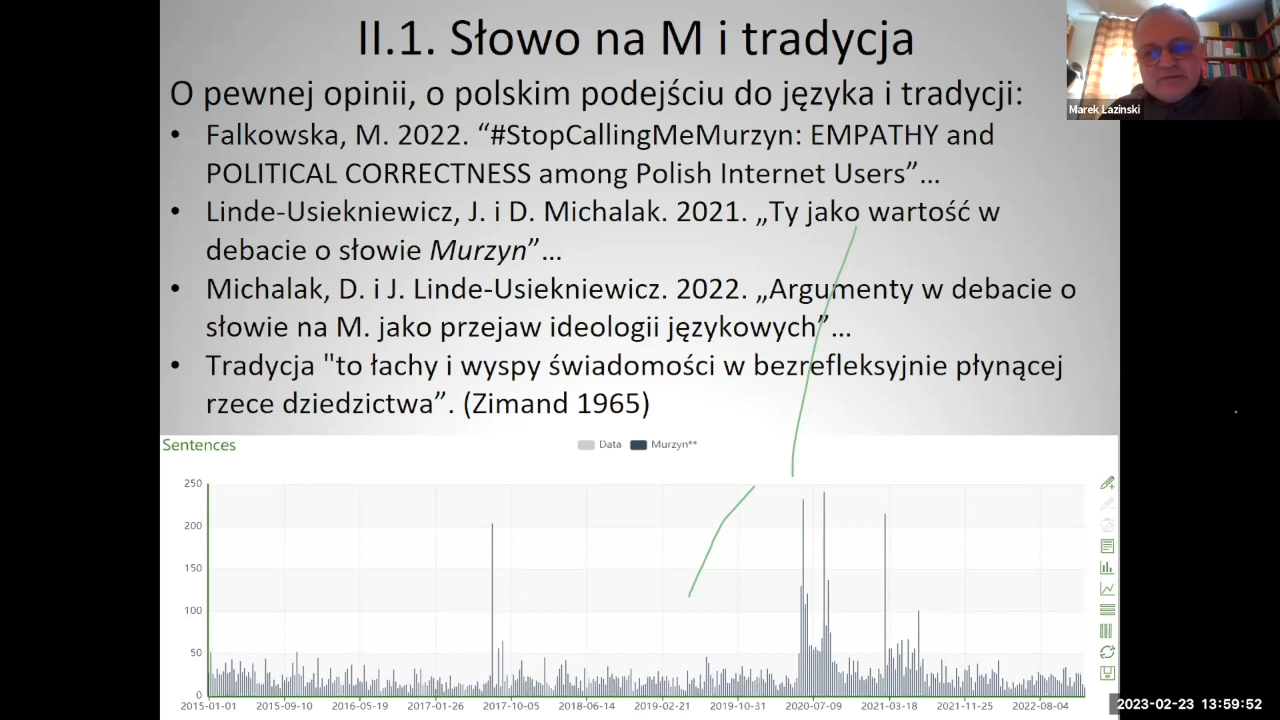 II.1. Słowo na M i tradycja
O pewnej opinii, o polskim podejściu do języka i tradycji:
• Falkowska, M. 2022. “#StopCallingMeMurzyn: EMPATHY and
POLITICAL CORRECTNESS among Polish Internet Users”…
• Linde-Usiekniewicz, J. i D. Michalak. 2021. „Ty jako wartość w
debacie o słowie Murzyn”…
• Michalak, D. i J. Linde-Usiekniewicz. 2022. „Argumenty w debacie o
słowie na M. jako przejaw ideologii językowych”…
• Tradycja "to łachy i wyspy świadomości w bezrefleksyjnie płynącej
rzece dziedzictwa”. (Zimand 1965)
Marek Lazinski
Sentences
Data Murzyn**
250
200
150
100
50
0
2015-01-01 2015-09-10 2016-05-19 2017-01-26 2017-10-05 2018-06-14 2019-02-21 2019-10-31 2020-07-09 2021-03-18 2021-11-25 2022-08-04
2023-02-23 13:59:52